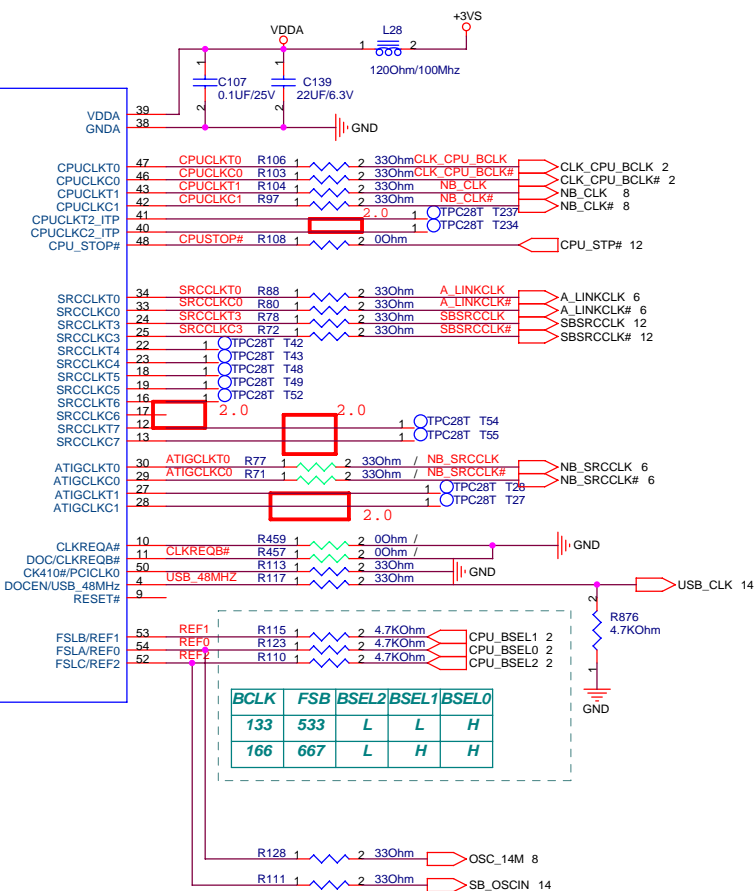 +3VS
VDDA L28
1 2
120Ohm/100Mhz
1 C107 2 0.1UF/25V
1 C139 2 22UF/6.3V
VDDA 39
GNDA 38
GND
CPUCLKT0 47 CPUCLKT0 R106 1 2 33Ohm CLK_CPU_BCLK CLK_CPU_BCLK 2
CPUCLKC0 46 CPUCLKC0 R103 1 2 33Ohm CLK_CPU_BCLK# CLK_CPU_BCLK# 2
CPUCLKT1 43 CPUCLKT1 R104 1 2 33Ohm NB_CLK NB_CLK 8
CPUCLKC1 42 CPUCLKC1 R97 1 2 33Ohm NB_CLK# NB_CLK# 8
CPUCLKT2_ITP 41 2.0 1 TPC28T T237
CPUCLKC2_ITP 40 1 TPC28T T234
CPU_STOP# 48 CPUSTOP# R108 1 2 0Ohm CPU_STP# 12
SRCCLKT0 34 SRCCLKT0 R88 1 2 33Ohm A_LINKCLK A_LINKCLK 6
SRCCLKC0 33 SRCCLKC0 R80 1 2 33Ohm A_LINKCLK# A_LINKCLK# 6
SRCCLKT3 24 SRCCLKT3 R78 1 2 33Ohm SBSRCCLK SBSRCCLK 12
SRCCLKC3 25 SRCCLKC3 R72 1 2 33Ohm SBSRCCLK# SBSRCCLK# 12
SRCCLKT4 22 1 TPC28T T42
SRCCLKC4 23 1 TPC28T T43
SRCCLKT5 18 1 TPC28T T48
SRCCLKC5 19 1 TPC28T T49
SRCCLKT6 16 1 TPC28T T52
SRCCLKC6 17 2.0 2.0
SRCCLKT7 12 1 TPC28T T54
SRCCLKC7 13 1 TPC28T T55
ATIGCLKT0 30 ATIGCLKT0 R77 1 2 33Ohm / NB_SRCCLK NB_SRCCLK 6
ATIGCLKC0 29 ATIGCLKC0 R71 1 2 33Ohm / NB_SRCCLK# NB_SRCCLK# 6
ATIGCLKT1 27 1 TPC28T T28
ATIGCLKC1 28 1 TPC28T T27
2.0
CLKREQA# 10 R459 1 2 0Ohm / GND
DOC/CLKREQB# 11 CLKREQB# R457 1 2 0Ohm /
CK410#/PCICLK0 50 R113 1 2 33Ohm GND
DOCEN/USB_48MHz 4 USB_48MHZ R117 1 2 33Ohm USB_CLK 14
RESET# 9
2 R876 4.7KOhm 1
GND
FSLB/REF1 53 REF1 R115 1 2 4.7KOhm CPU_BSEL1 2
FSLA/REF0 54 REF0 R123 1 2 4.7KOhm CPU_BSEL0 2
FSLC/REF2 52 REF2 R110 1 2 4.7KOhm CPU_BSEL2 2
BCLK FSB BSEL2 BSEL1 BSEL0
133 533 L L H
166 667 L H H
R128 1 2 33Ohm OSC_14M 8
R111 1 2 33Ohm SB_OSCIN 14